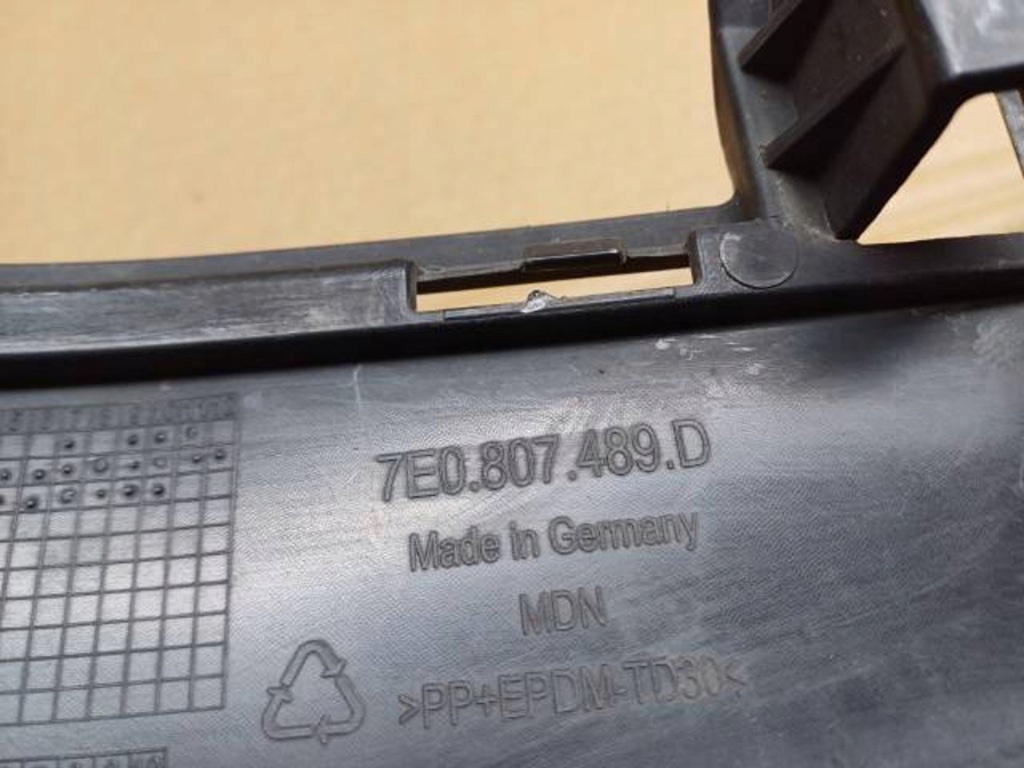 7E0.807.489.D
Made in Germany
MDN
>PP+EPDM-TD30<